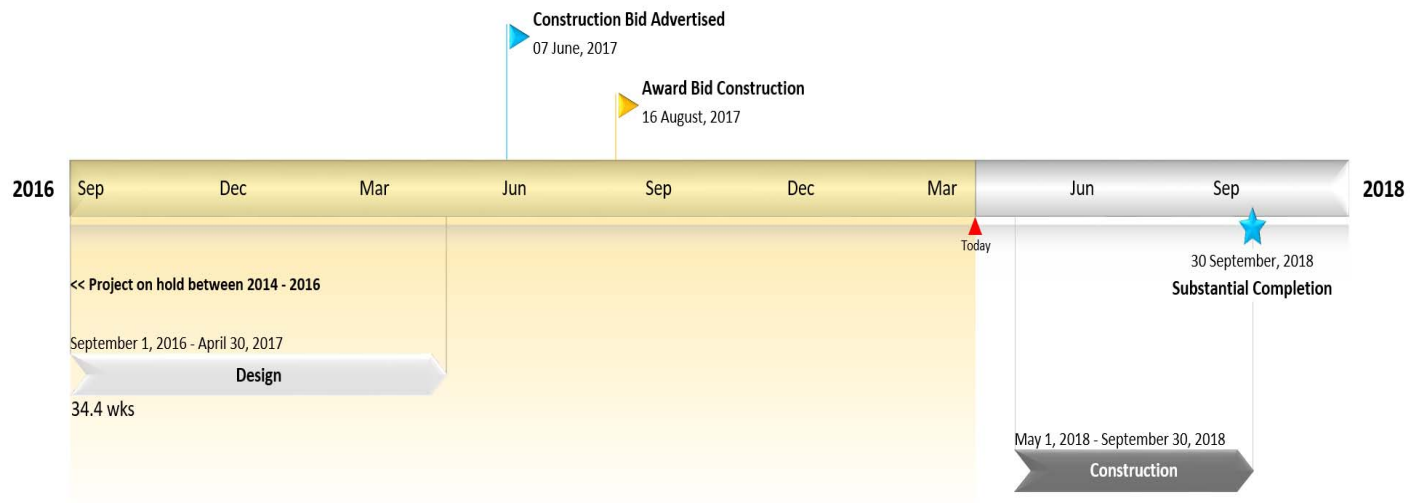 Construction Bid Advertised
07 June, 2017
Award Bid Construction
16 August, 2017
2016 Sep Dec Mar Jun Sep Dec Mar Jun Sep 2018
Today
30 September, 2018
Substantial Completion
<< Project on hold between 2014 - 2016
September 1, 2016 - April 30, 2017
Design
34.4 wks
May 1, 2018 - September 30, 2018
Construction